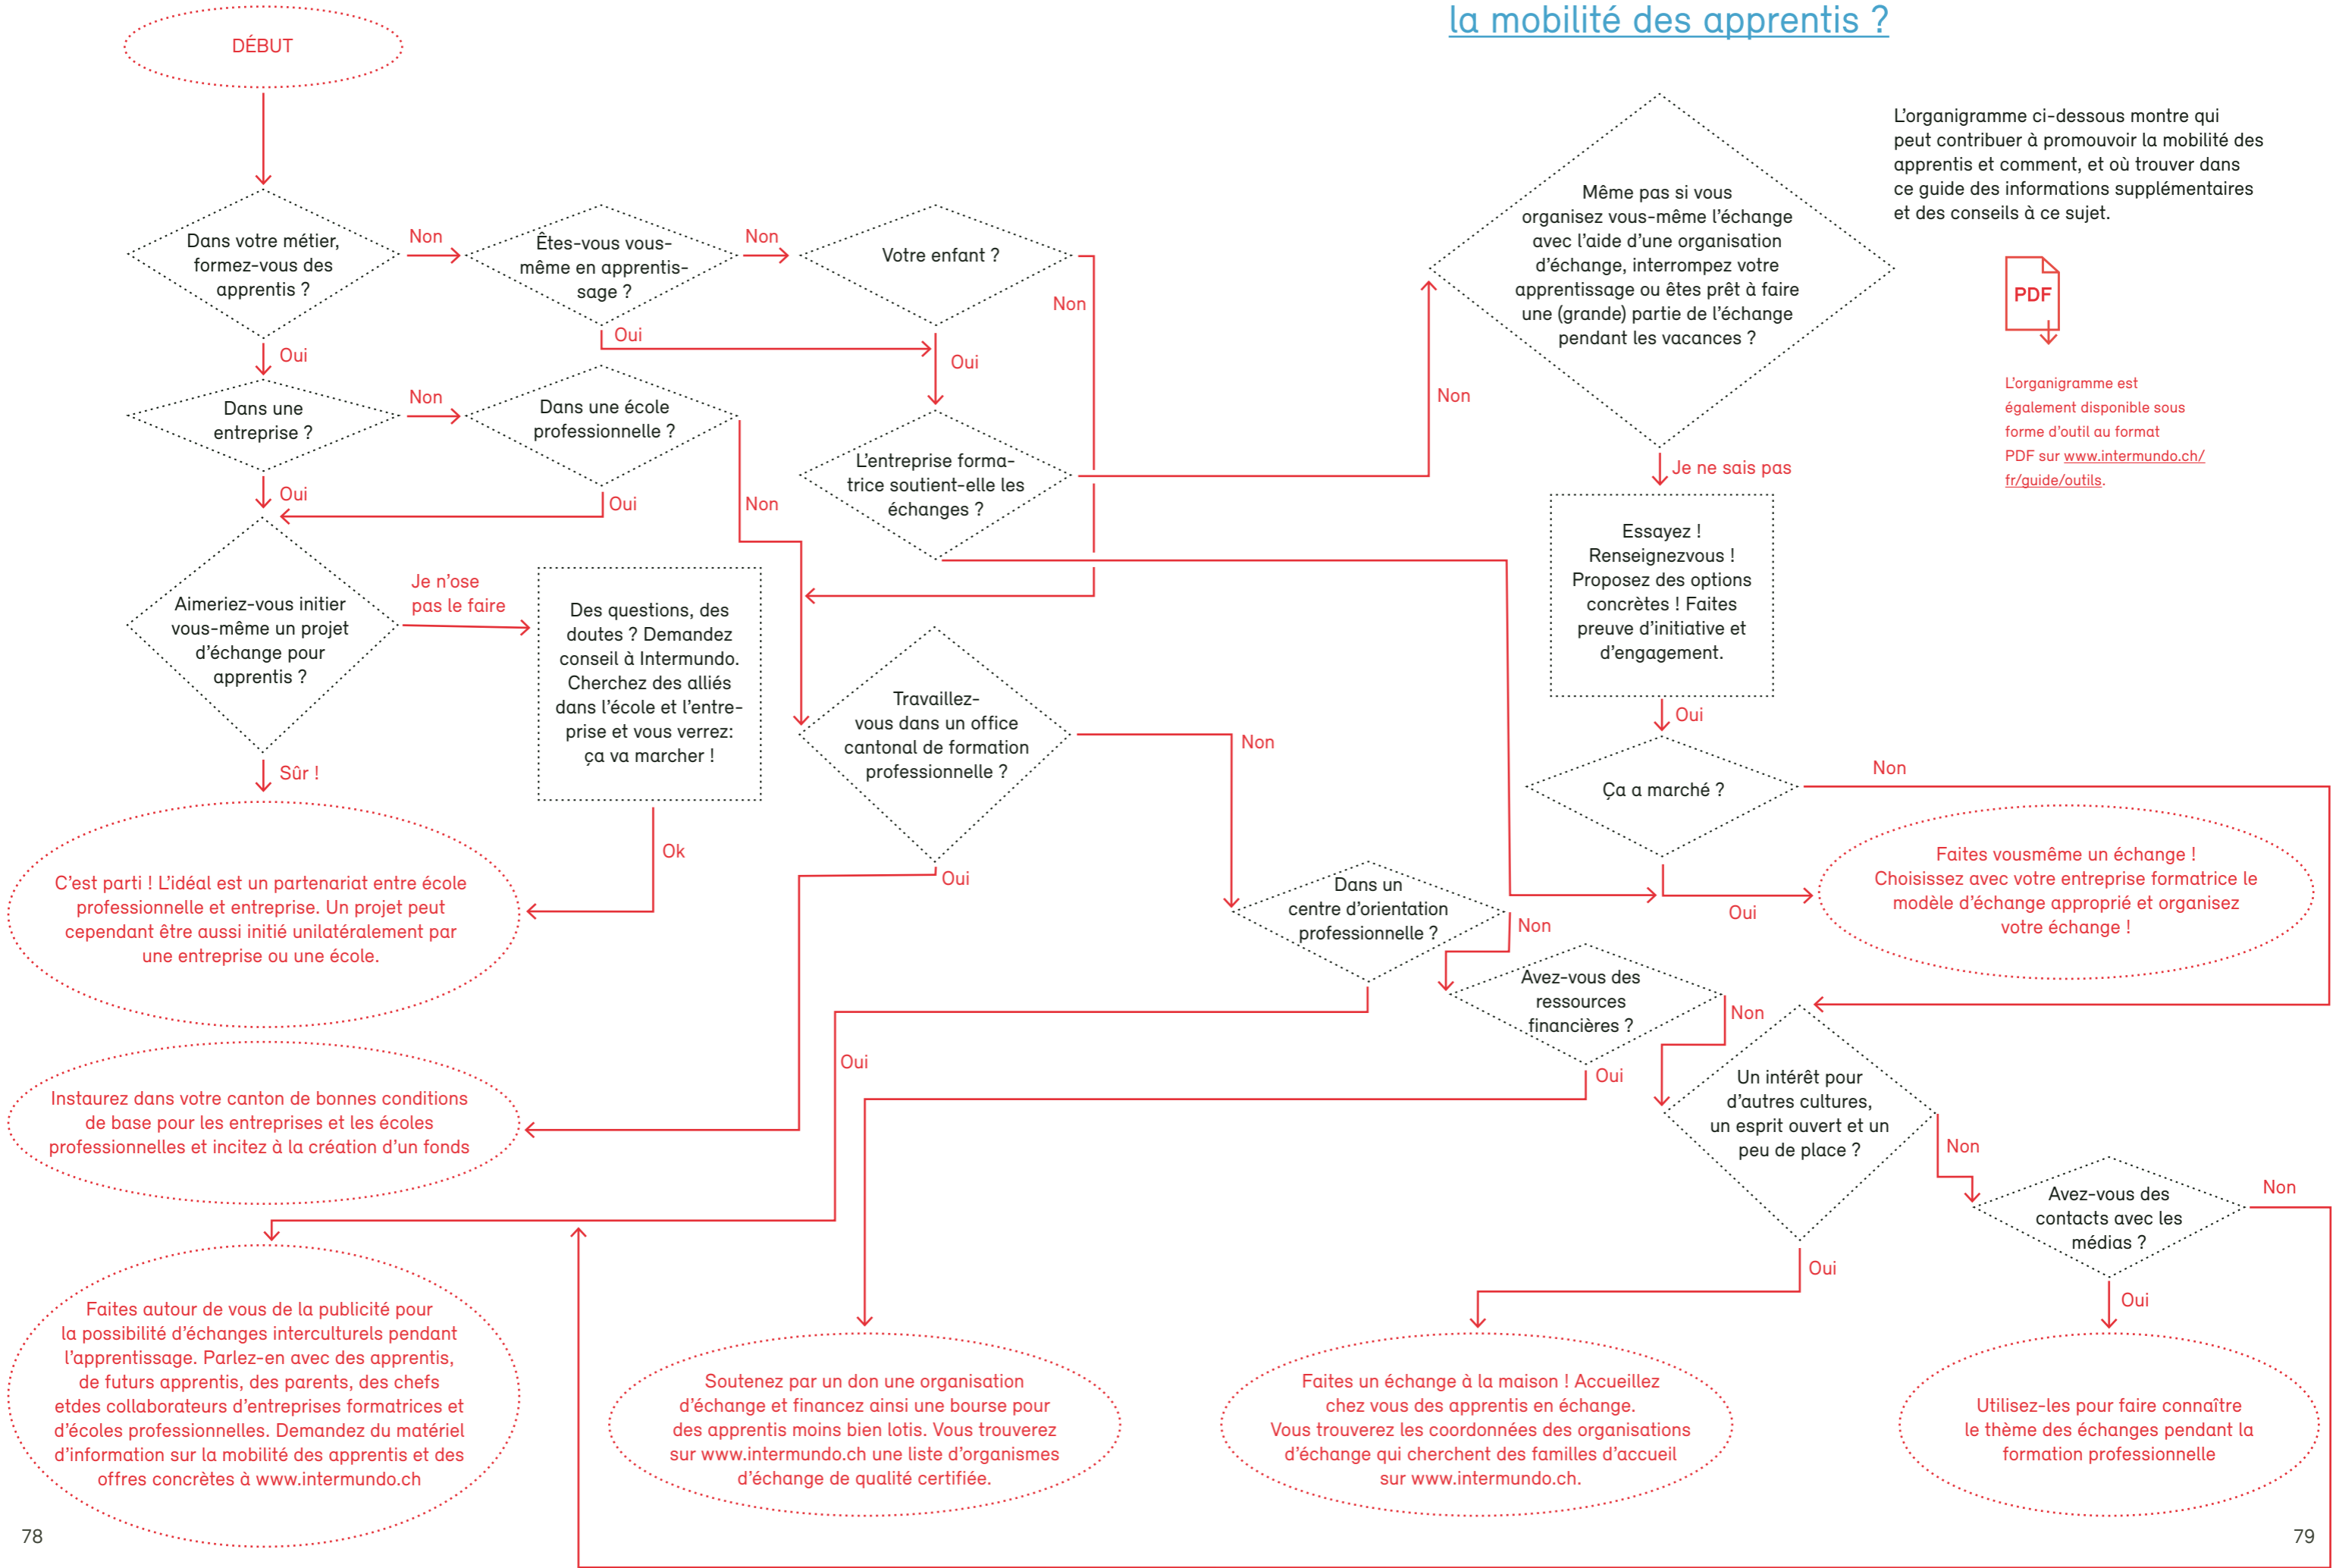 la mobilité des apprentis ?
DÉBUT
L'organigramme ci-dessous montre qui
peut contribuer à promouvoir la mobilité des
apprentis et comment, et où trouver dans
ce guide des informations supplémentaires
et des conseils à ce sujet.
PDF
L'organigramme est
également disponible sous
forme d'outil au format
PDF sur www.intermundo.ch/
fr/guide/outils.
Dans votre métier,
formez-vous des
apprentis ?
Non
Êtes-vous vous-
même en apprentis-
sage ?
Non
Votre enfant ?
Non
Oui
Oui
Oui
Dans une
entreprise ?
Non
Dans une école
professionnelle ?
Non
Oui
Oui
L'entreprise forma-
trice soutient-elle les
échanges ?
Non
Même pas si vous
organisez vous-même l'échange
avec l'aide d'une organisation
d'échange, interrompez votre
apprentissage ou êtes prêt à faire
une (grande) partie de l'échange
pendant les vacances ?
Je ne sais pas
Essayez !
Renseignezvous !
Proposez des options
concrètes ! Faites
preuve d'initiative et
d'engagement.
Oui
Ça a marché ?
Non
Oui
Faites vousmême un échange !
Choisissez avec votre entreprise formatrice le
modèle d'échange approprié et organisez
votre échange !
Aimeriez-vous initier
vous-même un projet
d'échange pour
apprentis ?
Je n'ose
pas le faire
Des questions, des
doutes ? Demandez
conseil à Intermundo.
Cherchez des alliés
dans l'école et l'entre-
prise et vous verrez:
ça va marcher !
Sûr !
Ok
C'est parti ! L'idéal est un partenariat entre école
professionnelle et entreprise. Un projet peut
cependant être aussi initié unilatéralement par
une entreprise ou une école.
Travaillez-
vous dans un office
cantonal de formation
professionnelle ?
Non
Oui
Instaurez dans votre canton de bonnes conditions
de base pour les entreprises et les écoles
professionnelles et incitez à la création d'un fonds
Dans un
centre d'orientation
professionnelle ?
Non
Oui
Faites autour de vous de la publicité pour
la possibilité d'échanges interculturels pendant
l'apprentissage. Parlez-en avec des apprentis,
de futurs apprentis, des parents, des chefs
etdes collaborateurs d'entreprises formatrices et
d'écoles professionnelles. Demandez du matériel
d'information sur la mobilité des apprentis et des
offres concrètes à www.intermundo.ch
Avez-vous des
ressources
financières ?
Non
Oui
Soutenez par un don une organisation
d'échange et financez ainsi une bourse pour
des apprentis moins bien lotis. Vous trouverez
sur www.intermundo.ch une liste d'organismes
d'échange de qualité certifiée.
Un intérêt pour
d'autres cultures,
un esprit ouvert et un
peu de place ?
Non
Oui
Faites un échange à la maison ! Accueillez
chez vous des apprentis en échange.
Vous trouverez les coordonnées des organisations
d'échange qui cherchent des familles d'accueil
sur www.intermundo.ch.
Avez-vous des
contacts avec les
médias ?
Non
Oui
Utilisez-les pour faire connaître
le thème des échanges pendant la
formation professionnelle
78
79